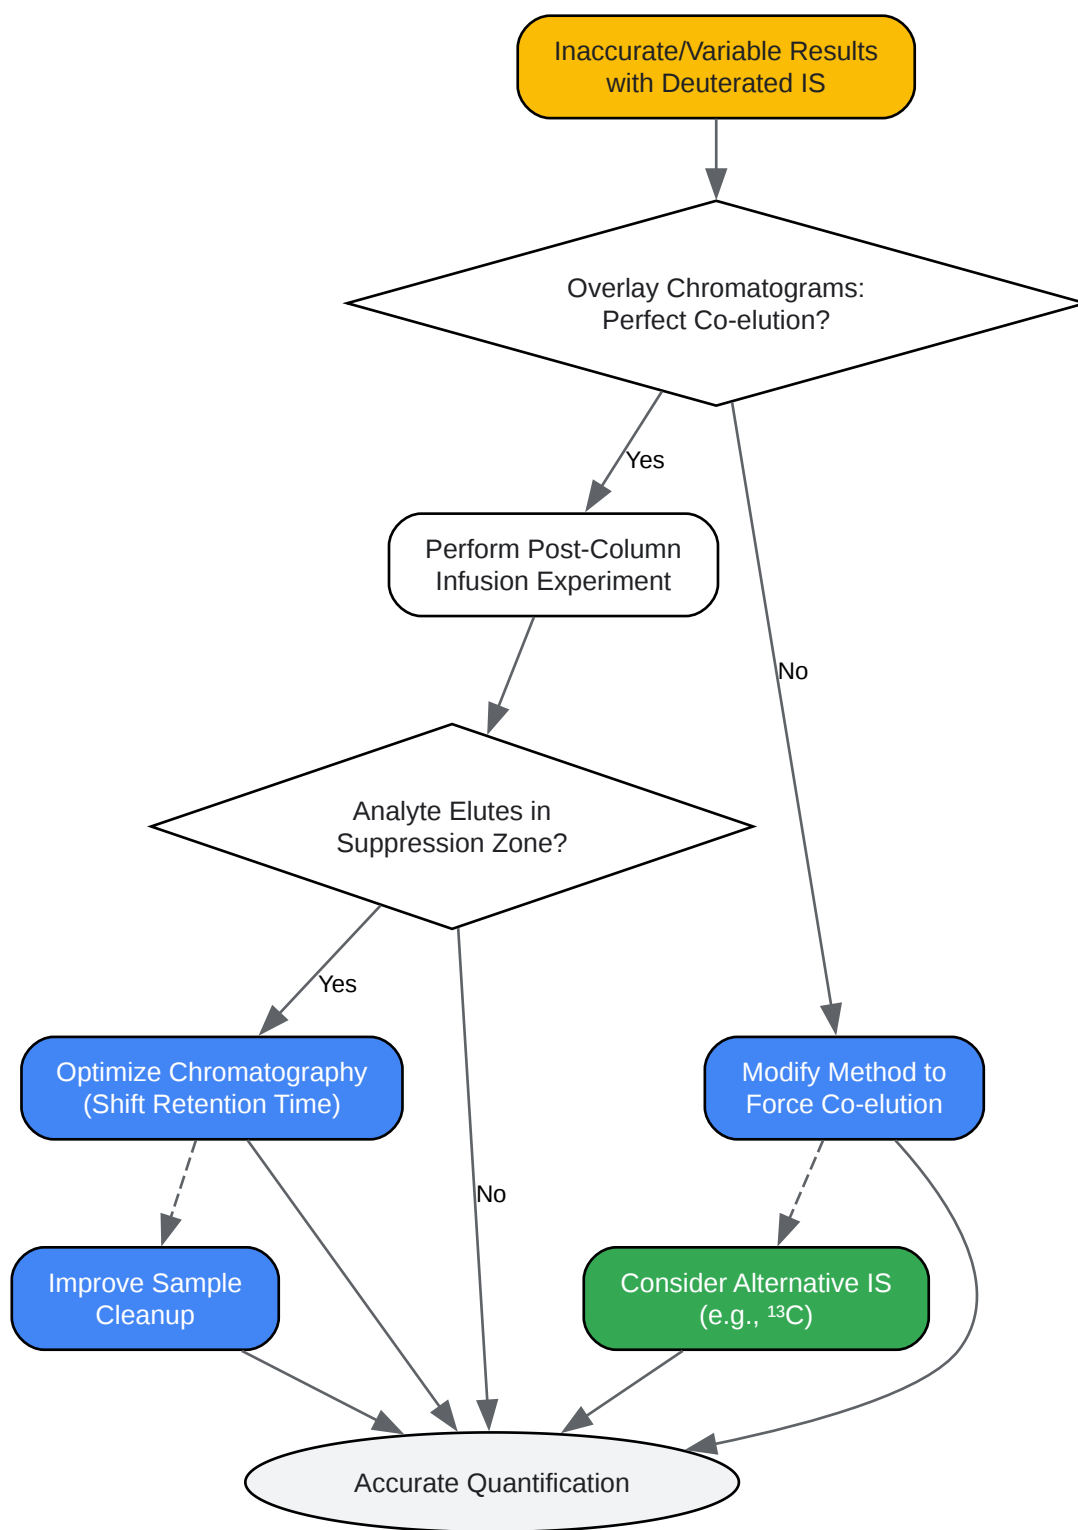 Inaccurate/Variable Results
with Deuterated IS
Overlay Chromatograms:
Perfect Co-elution?
Yes
Perform Post-Column
Infusion Experiment
No
Analyte Elutes in
Suppression Zone?
Yes
Optimize Chromatography
(Shift Retention Time)
Modify Method to
Force Co-elution
No
Improve Sample
Cleanup
Consider Alternative IS
(e.g., ¹³C)
Accurate Quantification